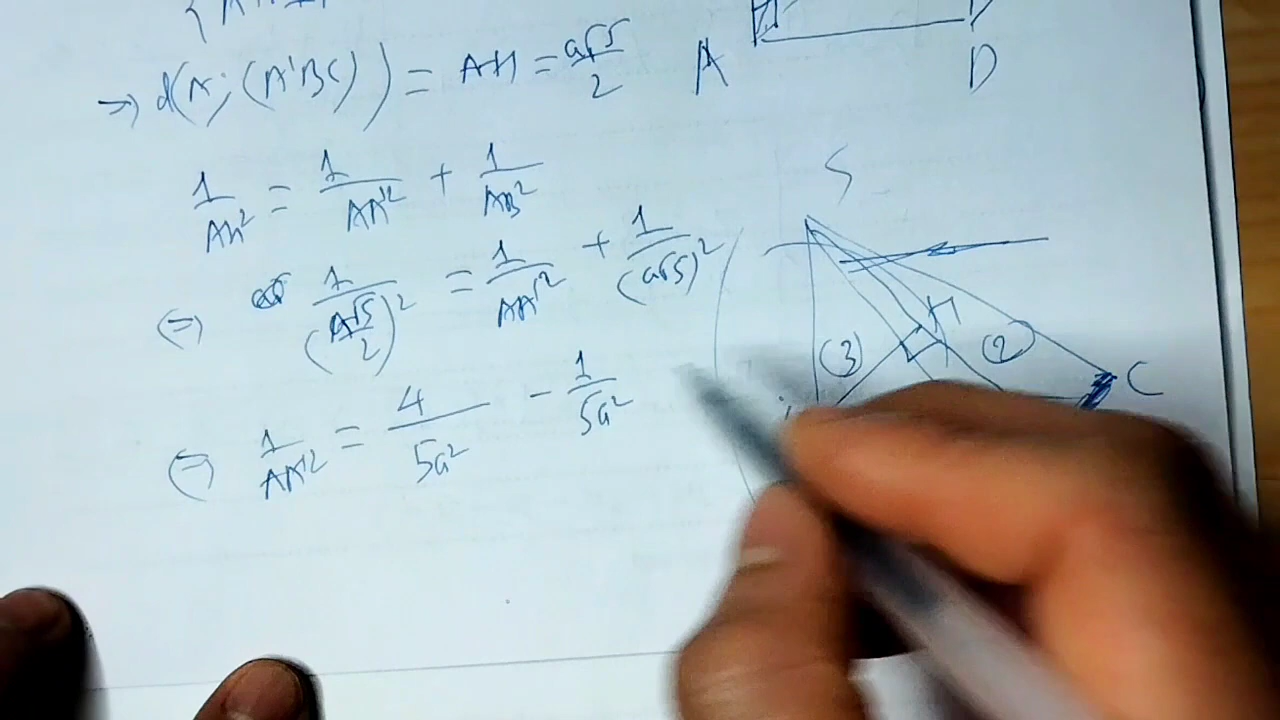 => d(A; (A'BC)) = AH = a√5/2
A
D
1/AH² = 1/AA'² + 1/AB²
S
(=) 1/(a√5/2)² = 1/AA'² + 1/(a√5)²
H
(3)
(2)
C
(=) 1/AA'² = 4/5a² - 1/5a²